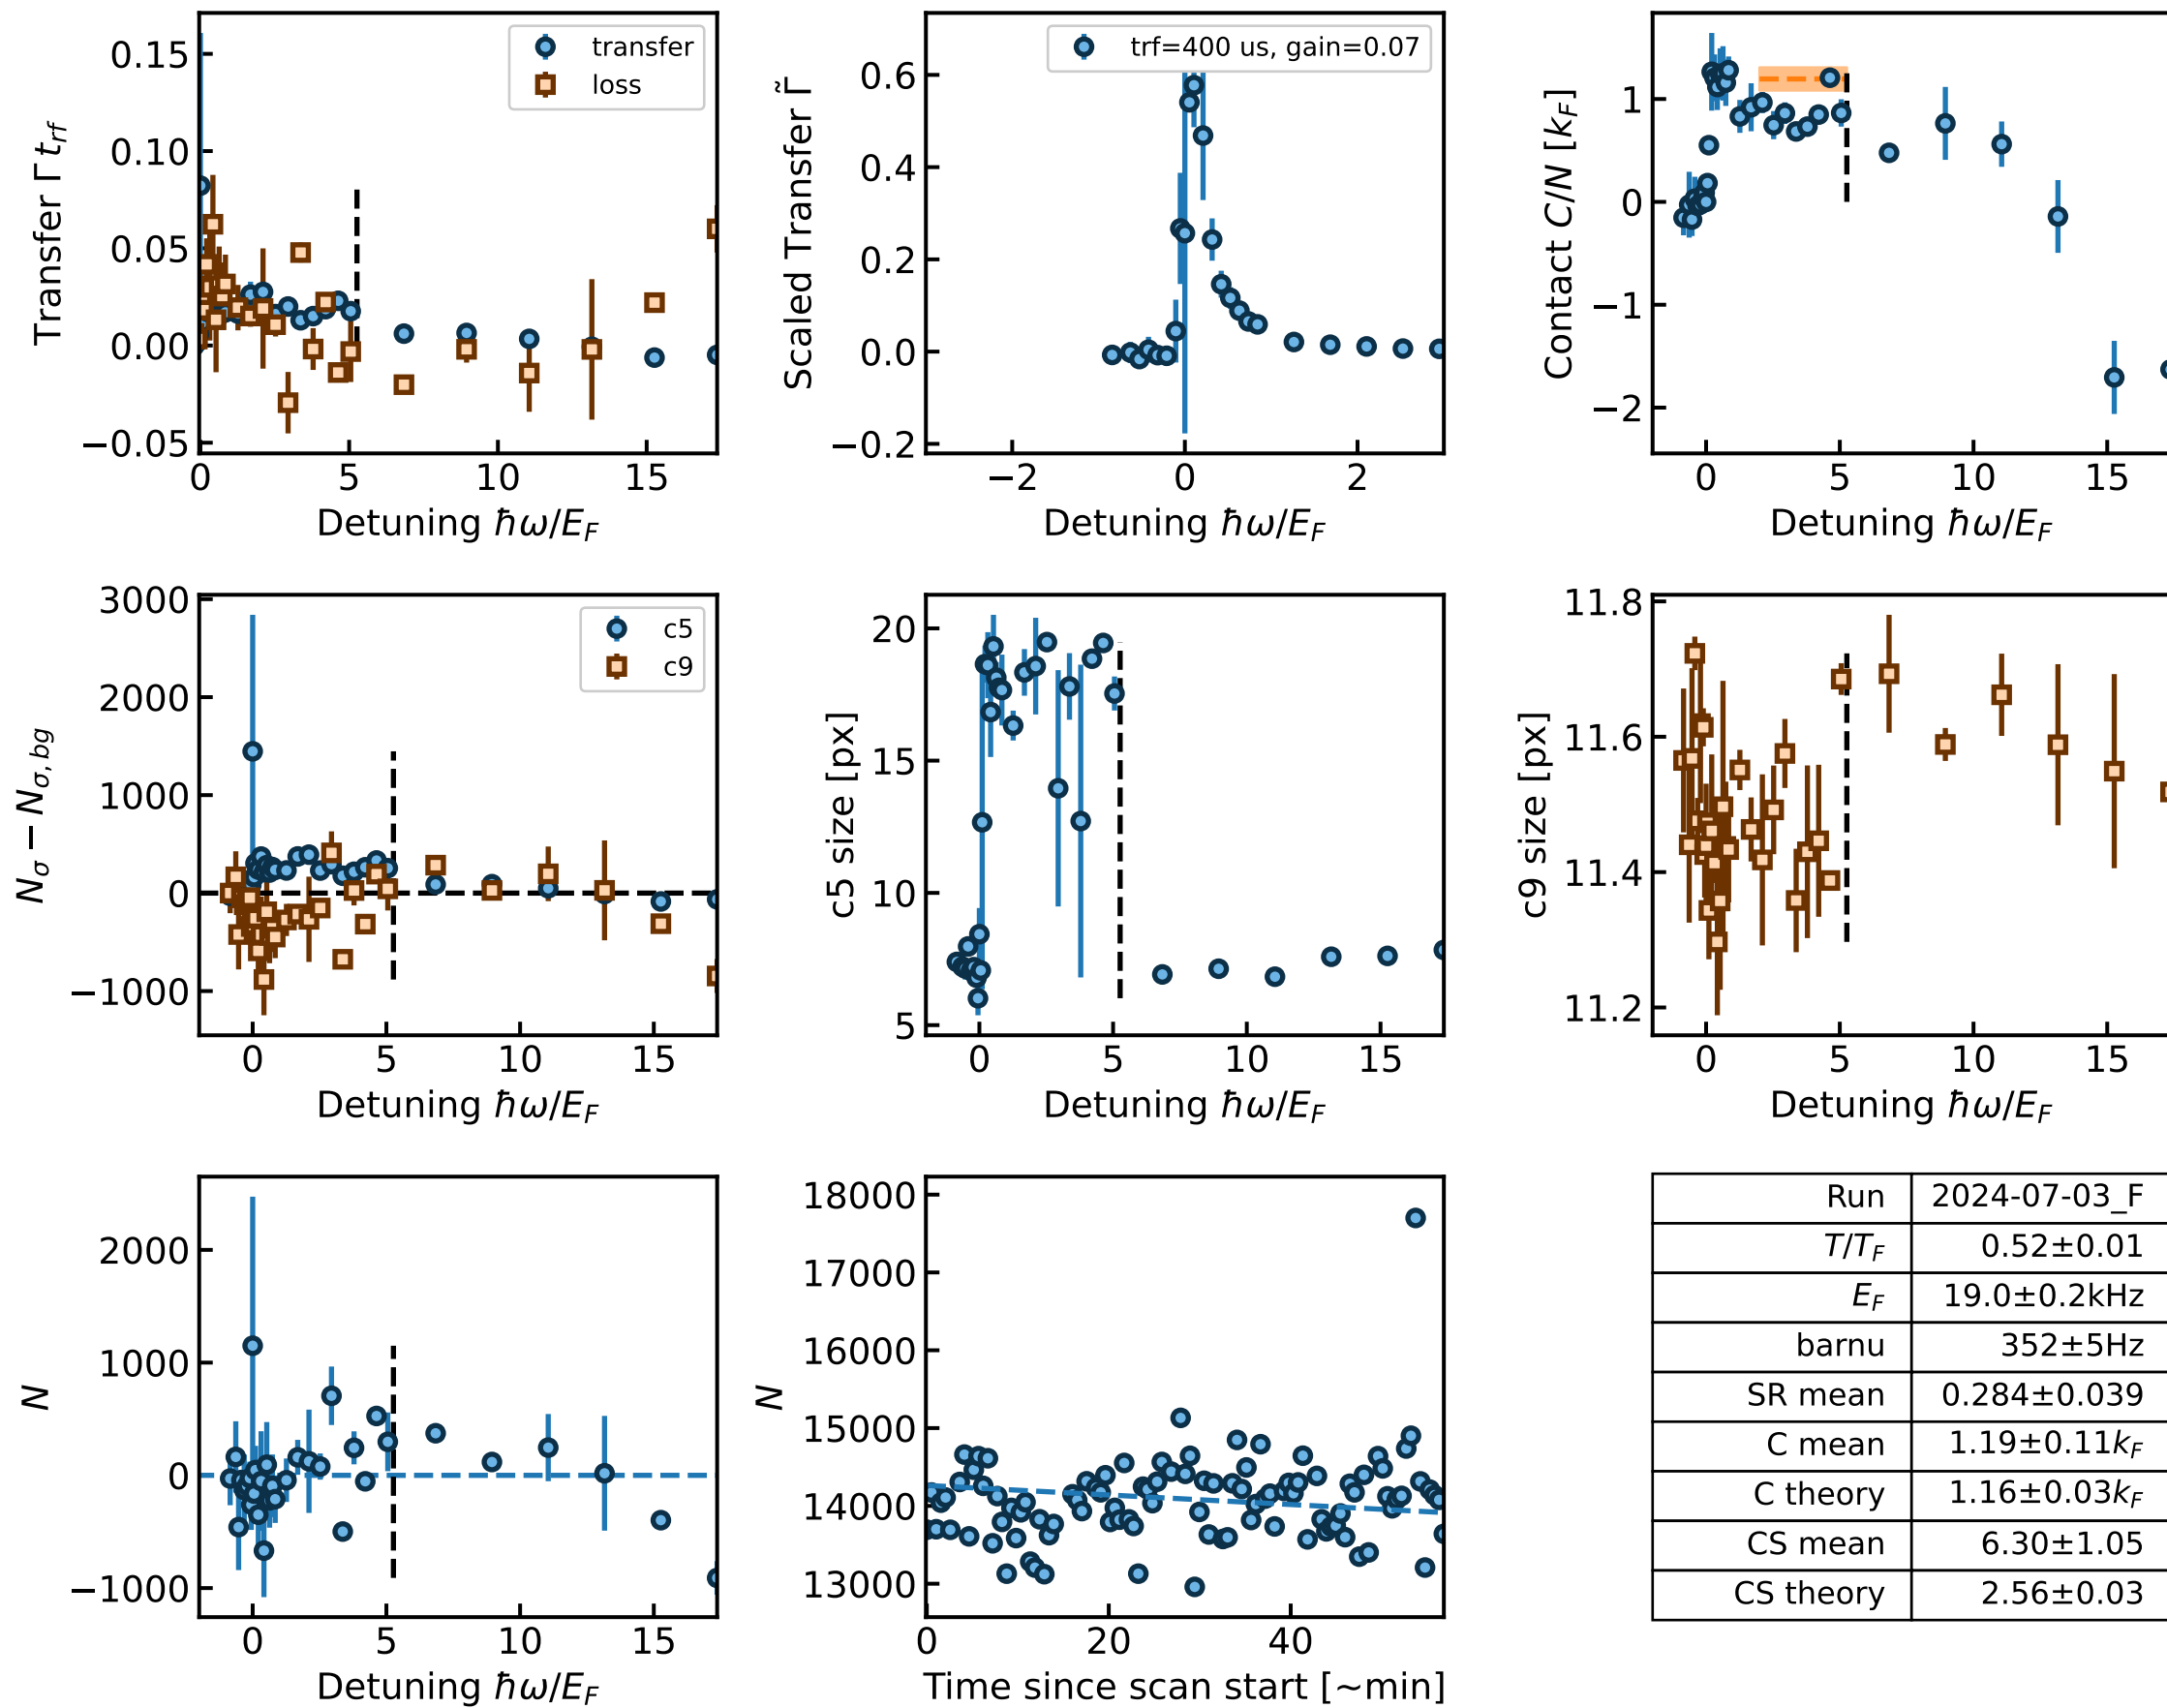 Transfer Γ t_rf
0.15
0.10
0.05
0.00
−0.05
transfer
loss
0
5
10
15
Detuning ħω/E_F
Scaled Transfer Γ̃
0.6
0.4
0.2
0.0
−0.2
trf=400 us, gain=0.07
−2
0
2
Detuning ħω/E_F
Contact C/N [k_F]
1
0
−1
−2
0
5
10
15
Detuning ħω/E_F
N_σ − N_σ,bg
3000
2000
1000
0
−1000
c5
c9
0
5
10
15
Detuning ħω/E_F
c5 size [px]
20
15
10
5
0
5
10
15
Detuning ħω/E_F
c9 size [px]
11.8
11.6
11.4
11.2
0
5
10
15
Detuning ħω/E_F
N
2000
1000
0
−1000
0
5
10
15
Detuning ħω/E_F
N
18000
17000
16000
15000
14000
13000
0
20
40
Time since scan start [~min]
Run 2024-07-03_F
T/T_F 0.52±0.01
E_F 19.0±0.2kHz
barnu 352±5Hz
SR mean 0.284±0.039
C mean 1.19±0.11k_F
C theory 1.16±0.03k_F
CS mean 6.30±1.05
CS theory 2.56±0.03